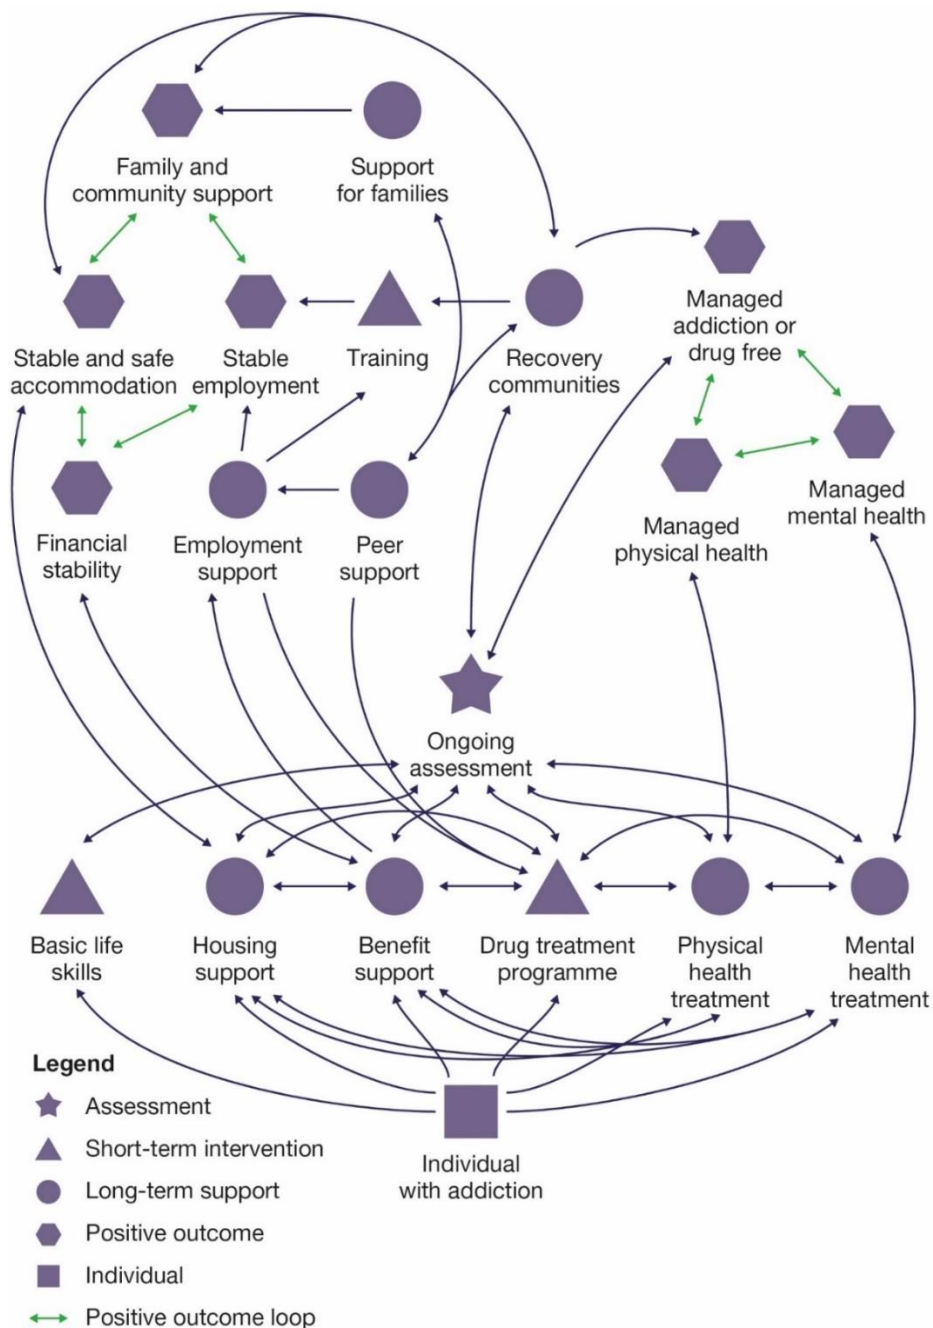 Family and
community support
Support
for families
Managed
addiction or
drug free
Stable and safe
accommodation
Stable
employment
Training
Recovery
communities
Managed
mental health
Managed
physical health
Financial
stability
Employment
support
Peer
support
Ongoing
assessment
Basic life
skills
Housing
support
Benefit
support
Drug treatment
programme
Physical
health
treatment
Mental
health
treatment
Individual
with addiction
Legend
Assessment
Short-term intervention
Long-term support
Positive outcome
Individual
Positive outcome loop